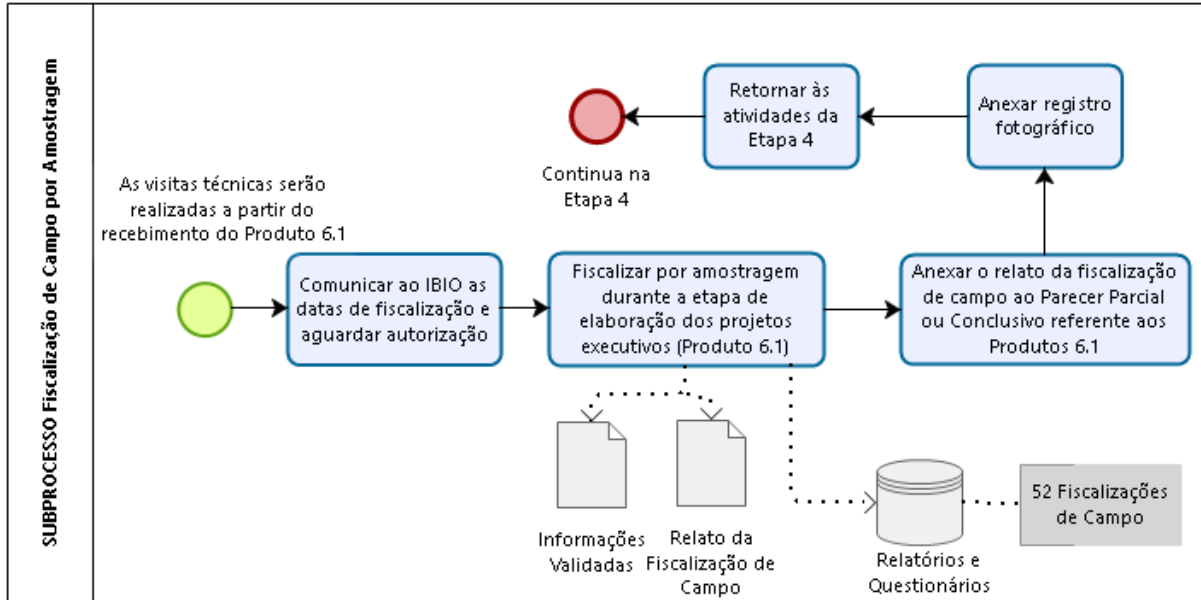 SUBPROCESSO Fiscalização de Campo por Amostragem
As visitas técnicas serão
realizadas a partir do
recebimento do Produto 6.1
Comunicar ao IBIO as
datas de fiscalização e
aguardar autorização
Fiscalizar por amostragem
durante a etapa de
elaboração dos projetos
executivos (Produto 6.1)
Anexar o relato da fiscalização
de campo ao Parecer Parcial
ou Conclusivo referente aos
Produtos 6.1
Anexar registro
fotográfico
Retornar às
atividades da
Etapa 4
Continua na
Etapa 4
Informações
Validadas
Relato da
Fiscalização de
Campo
Relatórios e
Questionários
52 Fiscalizações
de Campo